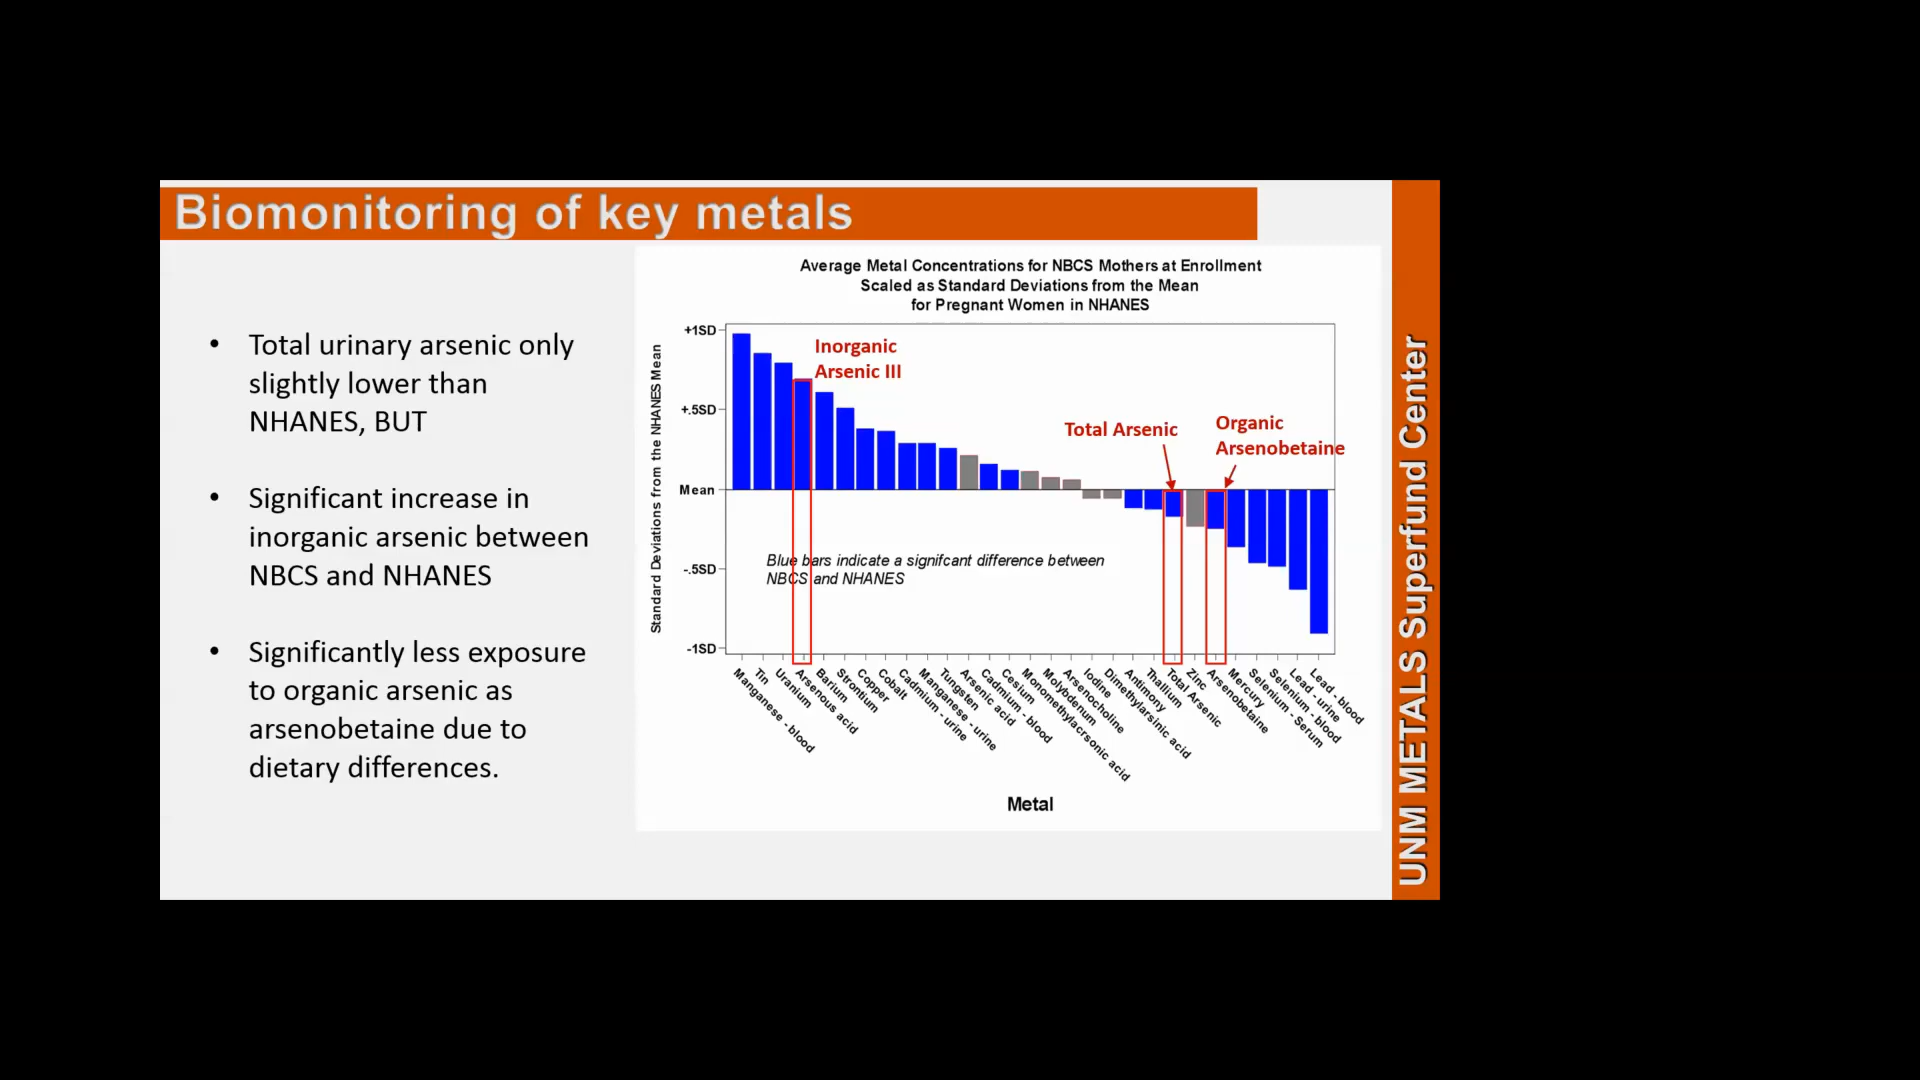 Biomonitoring of key metals
• Total urinary arsenic only
slightly lower than
NHANES, BUT
• Significant increase in
inorganic arsenic between
NBCS and NHANES
• Significantly less exposure
to organic arsenic as
arsenobetaine due to
dietary differences.
Average Metal Concentrations for NBCS Mothers at Enrollment
Scaled as Standard Deviations from the Mean
for Pregnant Women in NHANES
Standard Deviations from the NHANES Mean
+1SD
+.5SD
Mean
-.5SD
-1SD
Inorganic
Arsenic III
Total Arsenic
Organic
Arsenobetaine
Blue bars indicate a signifcant difference between
NBCS and NHANES
Manganese - blood
Tin
Uranium
Arsenous acid
Barium
Strontium
Copper
Cobalt
Cadmium - urine
Manganese - urine
Tungsten
Arsenic acid
Cadmium - blood
Cesium
Monomethylacrsonic acid
Molybdenum
Arsenocholine
Iodine
Dimethylarsinic acid
Antimony
Thallium
Total Arsenic
Zinc
Arsenobetaine
Mercury
Selenium - Serum
Selenium - blood
Lead - urine
Lead - blood
Metal
UNM METALS Superfund Center